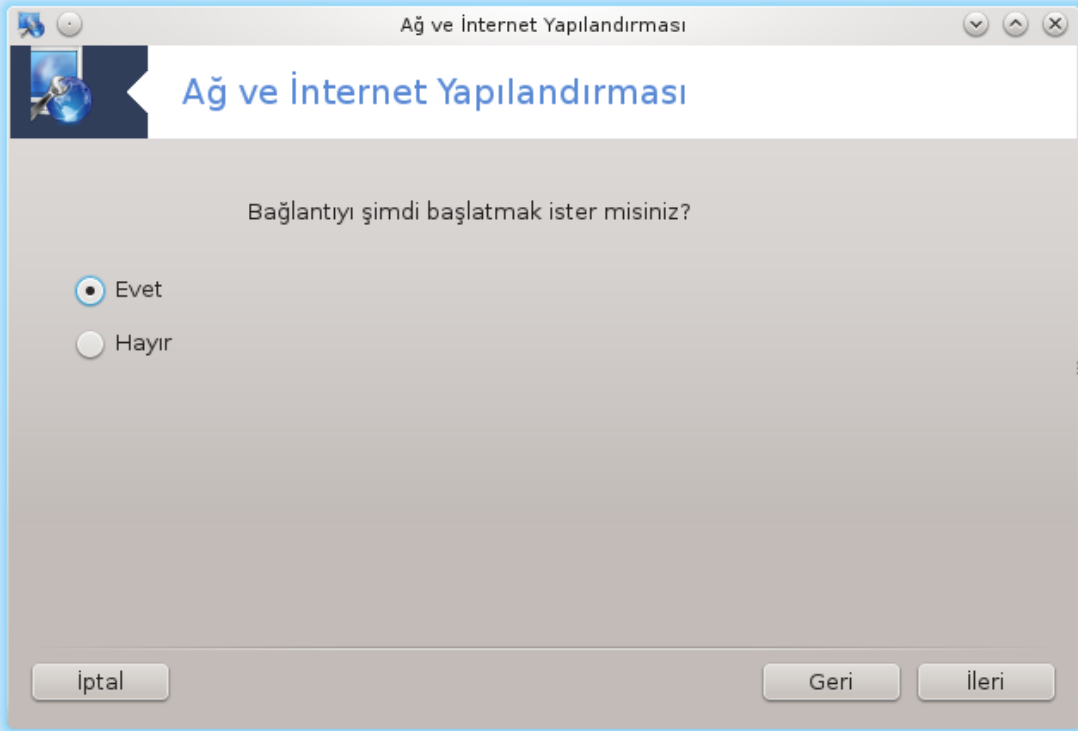 Ağ ve İnternet Yapılandırması
Ağ ve İnternet Yapılandırması
Bağlantıyı şimdi başlatmak ister misiniz?
Evet
Hayır
İptal
Geri
İleri